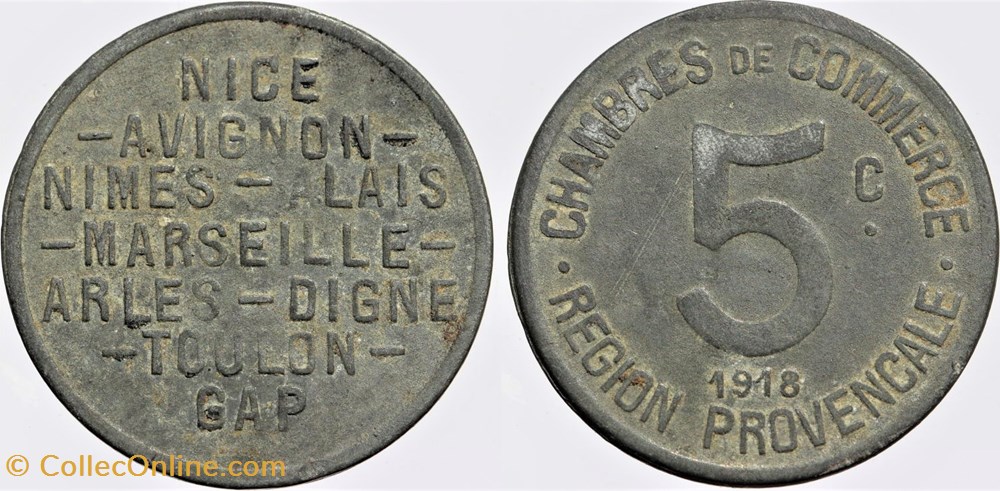 NICE
—AVIGNON—
NIMES — ALAIS
—MARSEILLE—
ARLES — DIGNE
—TOULON—
GAP
CHAMBRES DE COMMERCE
5 C.
1918
· REGION PROVENCALE ·
© CollecOnline.com